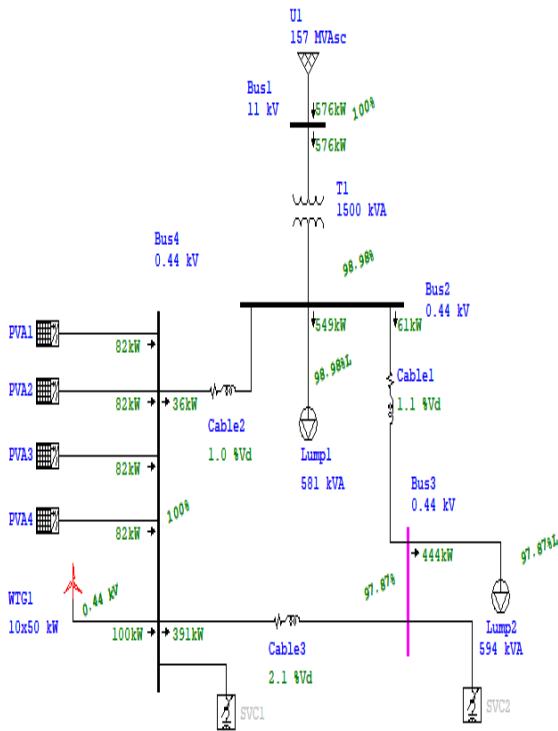 U1
157 MVAsc
Bus1
11 kV
576kW
100%
576kW
T1
1500 kVA
Bus4
0.44 kV
98.98%
Bus2
0.44 kV
549kW
61kW
PVA1
82kW
98.98%L
Cable1
1.1 %Vd
PVA2
82kW
36kW
Cable2
1.0 %Vd
Lump1
581 kVA
PVA3
82kW
Bus3
0.44 kV
PVA4
82kW
100%
444kW
97.87%L
97.87%
WTG1
10x50 kW
0.44 kV
100kW
391kW
Cable3
2.1 %Vd
Lump2
594 kVA
SVC1
SVC2